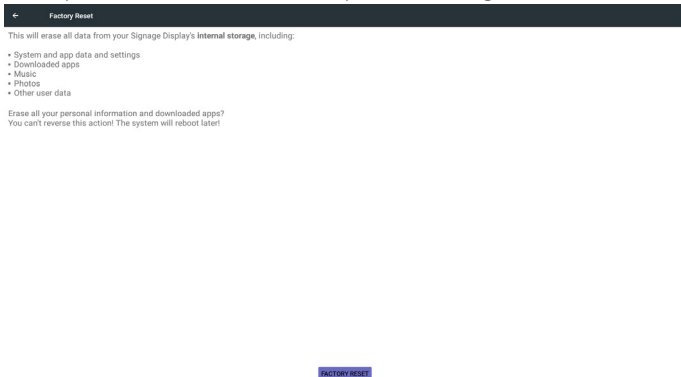 Factory Reset
This will erase all data from your Signage Display's internal storage, including:
• System and app data and settings
• Downloaded apps
• Music
• Photos
• Other user data
Erase all your personal information and downloaded apps?
You can't reverse this action! The system will reboot later!
FACTORY RESET